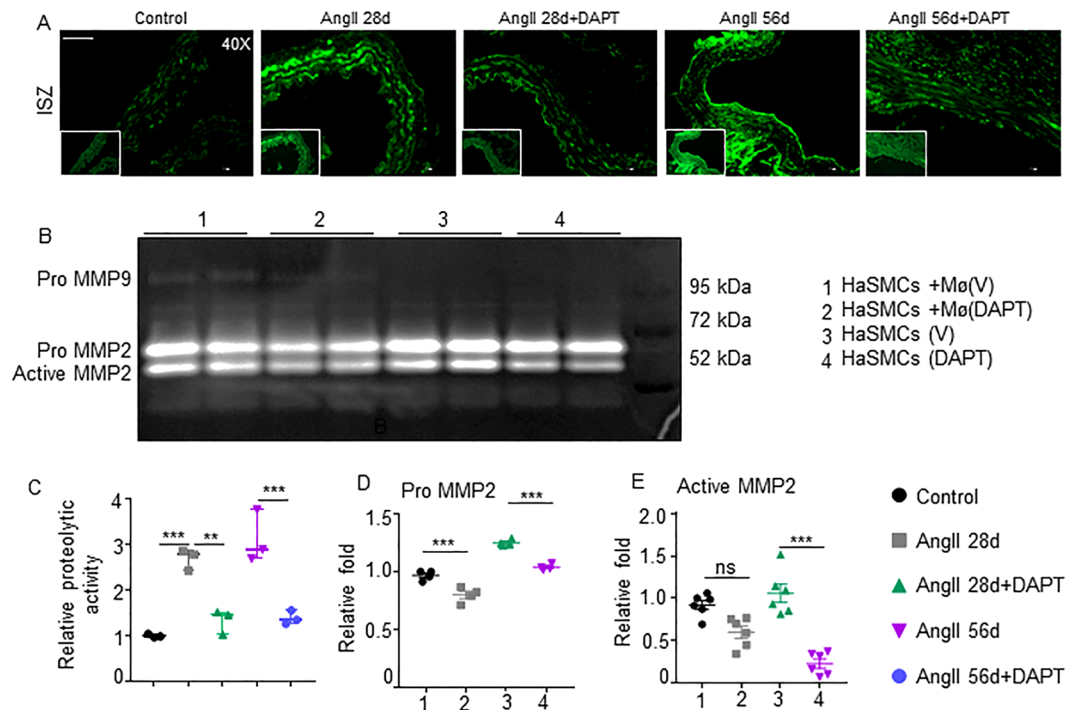 A
Control
AngII 28d
AngII 28d+DAPT
AngII 56d
AngII 56d+DAPT
40X
ISZ
B
1 2 3 4
Pro MMP9
Pro MMP2
Active MMP2
95 kDa
72 kDa
52 kDa
1 HaSMCs +Mø(V)
2 HaSMCs +Mø(DAPT)
3 HaSMCs (V)
4 HaSMCs (DAPT)
B
C
Relative proteolytic
activity
4
3
2
1
0
*** ** ***
D
Pro MMP2
Relative fold
1.5
1.0
0.5
0
*** ***
1 2 3 4
E
Active MMP2
Relative fold
2.0
1.5
1.0
0.5
0
ns ***
1 2 3 4
Control
AngII 28d
AngII 28d+DAPT
AngII 56d
AngII 56d+DAPT